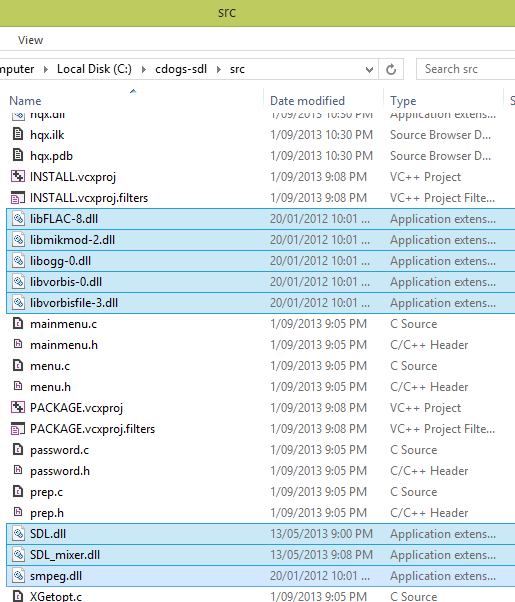 src
View
mputer Local Disk (C:) cdogs-sdl src Search src
Name Date modified Type S
hqx.dll 1/09/2013 10:30 PM Application extens...
hqx.ilk 1/09/2013 10:30 PM Source Browser D...
hqx.pdb 1/09/2013 10:30 PM Source Browser D...
INSTALL.vcxproj 1/09/2013 9:08 PM VC++ Project
INSTALL.vcxproj.filters 1/09/2013 9:08 PM VC++ Project Filte...
libFLAC-8.dll 20/01/2012 10:01 ... Application extens...
libmikmod-2.dll 20/01/2012 10:01 ... Application extens...
libogg-0.dll 20/01/2012 10:01 ... Application extens...
libvorbis-0.dll 20/01/2012 10:01 ... Application extens...
libvorbisfile-3.dll 20/01/2012 10:01 ... Application extens...
mainmenu.c 1/09/2013 9:05 PM C Source
mainmenu.h 1/09/2013 9:05 PM C/C++ Header
menu.c 1/09/2013 9:05 PM C Source
menu.h 1/09/2013 9:05 PM C/C++ Header
PACKAGE.vcxproj 1/09/2013 9:08 PM VC++ Project
PACKAGE.vcxproj.filters 1/09/2013 9:08 PM VC++ Project Filte...
password.c 1/09/2013 9:05 PM C Source
password.h 1/09/2013 9:05 PM C/C++ Header
prep.c 1/09/2013 9:05 PM C Source
prep.h 1/09/2013 9:05 PM C/C++ Header
SDL.dll 13/05/2013 9:00 PM Application extens...
SDL_mixer.dll 13/05/2013 9:08 PM Application extens...
smpeg.dll 20/01/2012 10:01 ... Application extens...
XGetopt.c 1/09/2013 9:05 PM C Source